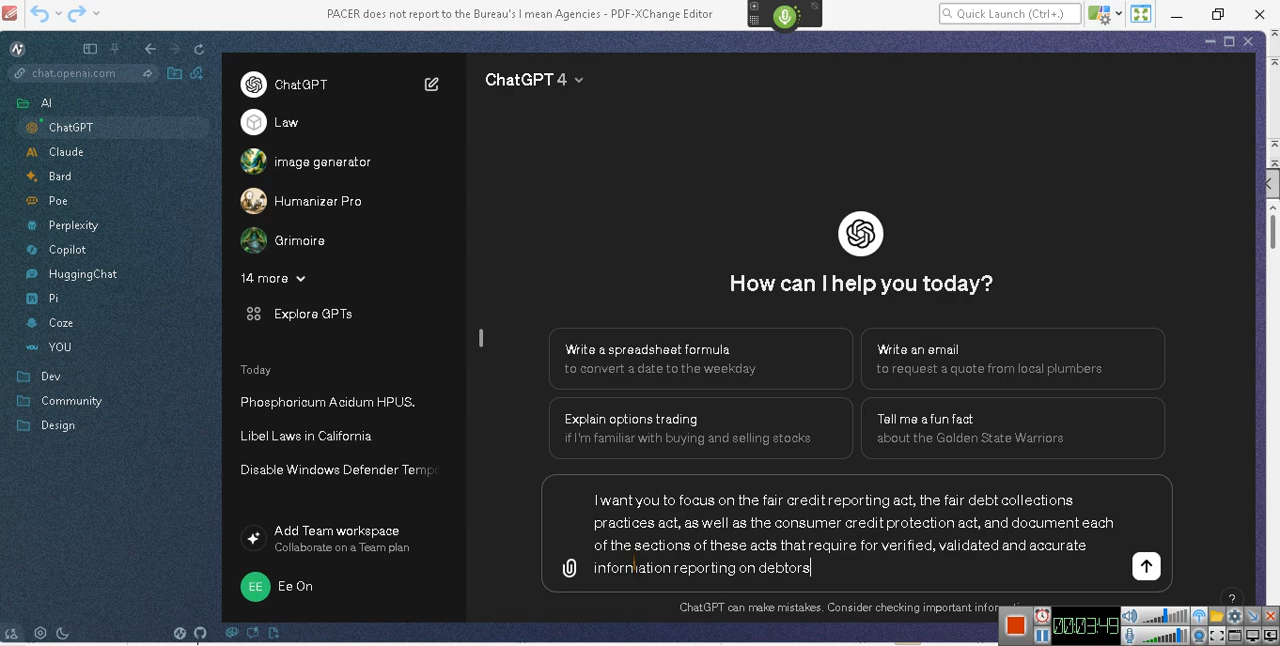 PACER does not report to the Bureau's I mean Agencies - PDF-XChange Editor
Quick Launch (Ctrl+.)
chat.openai.com
AI
ChatGPT
Claude
Bard
Poe
Perplexity
Copilot
HuggingChat
Pi
Coze
YOU
Dev
Community
Design
ChatGPT
Law
image generator
Humanizer Pro
Grimoire
14 more
Explore GPTs
Today
Phosphoricum Acidum HPUS.
Libel Laws in California
Disable Windows Defender Tempo
Add Team workspace
Collaborate on a Team plan
EE
Ee On
ChatGPT 4
How can I help you today?
Write a spreadsheet formula
to convert a date to the weekday
Write an email
to request a quote from local plumbers
Explain options trading
if I'm familiar with buying and selling stocks
Tell me a fun fact
about the Golden State Warriors
I want you to focus on the fair credit reporting act, the fair debt collections
practices act, as well as the consumer credit protection act, and document each
of the sections of these acts that require for verified, validated and accurate
information reporting on debtors
ChatGPT can make mistakes. Consider checking important
?
00:03:49